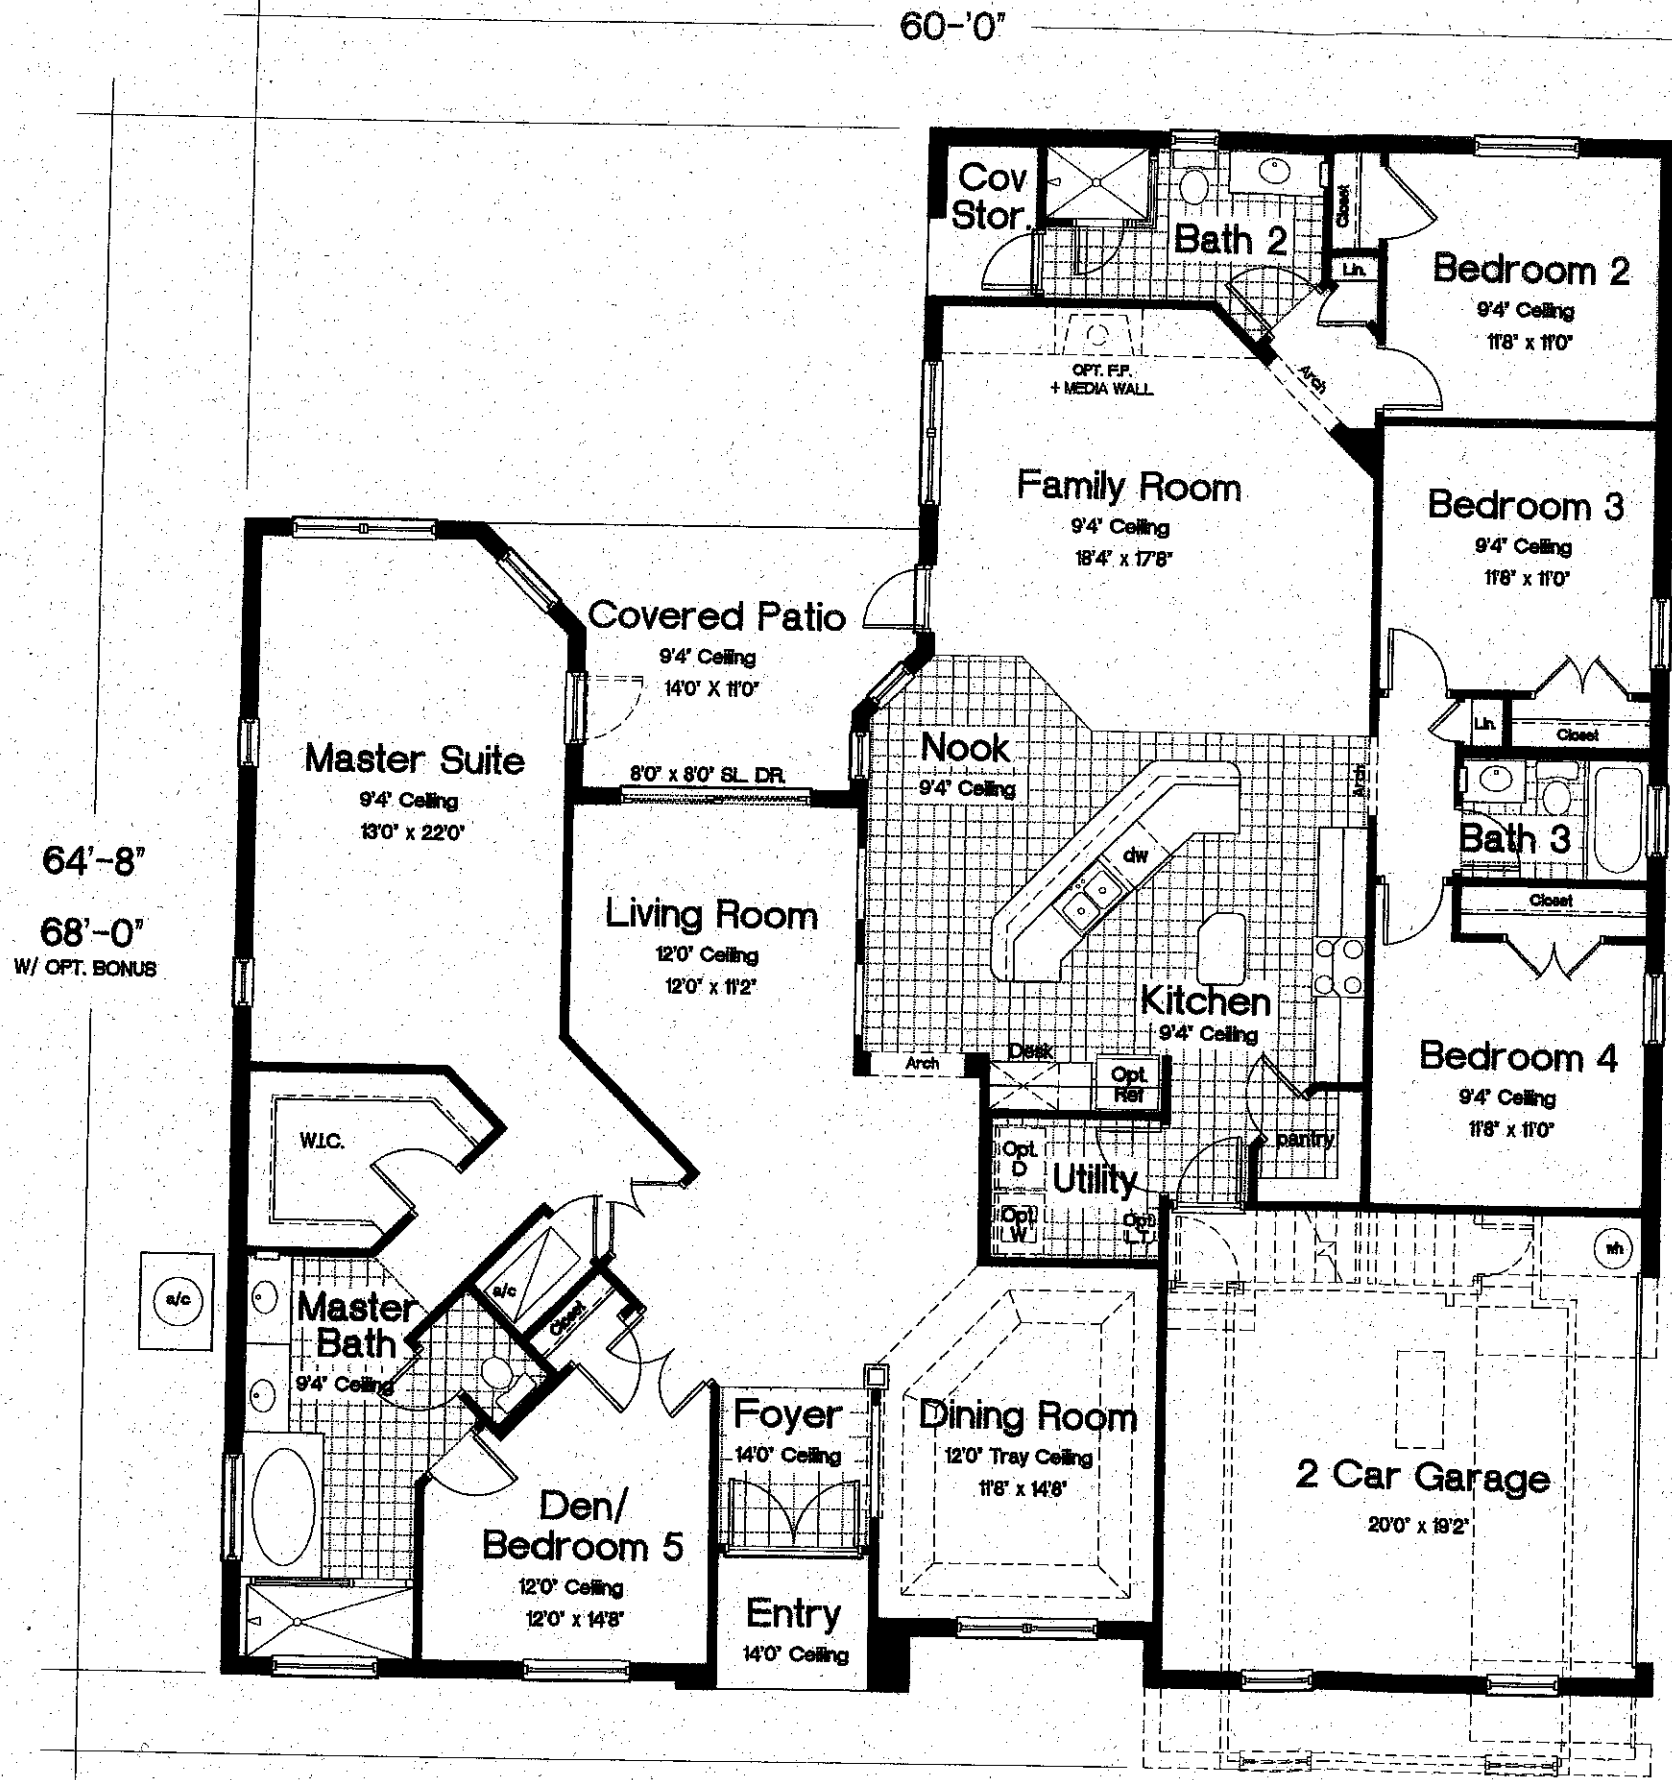 60-'0"
Cov
Stor.
Bath 2
Closet
Lin.
Bedroom 2
9'4" Ceiling
11'8" x 11'0"
OPT. F.P.
+ MEDIA WALL
Arch
Family Room
9'4" Ceiling
18'4" x 17'8"
Bedroom 3
9'4" Ceiling
11'8" x 11'0"
Covered Patio
9'4" Ceiling
14'0" X 11'0"
8'0" x 8'0" SL. DR.
Master Suite
9'4" Ceiling
13'0" x 22'0"
Nook
9'4" Ceiling
Lin.
Closet
Arch
Bath 3
dw
64'-8"
68'-0"
W/ OPT. BONUS
Living Room
12'0" Ceiling
12'0" x 11'2"
Closet
Kitchen
9'4" Ceiling
Arch
Desk
Opt.
Ref
Bedroom 4
9'4" Ceiling
11'8" x 11'0"
W.I.C.
pantry
Opt.
D
Utility
Opt.
W
Opt.
LT
wh
a/c
a/c
Closet
Master
Bath
9'4" Ceiling
Foyer
14'0" Ceiling
Dining Room
12'0" Tray Ceiling
11'8" x 14'8"
2 Car Garage
20'0" x 19'2"
Den/
Bedroom 5
12'0" Ceiling
12'0" x 14'8"
Entry
14'0" Ceiling